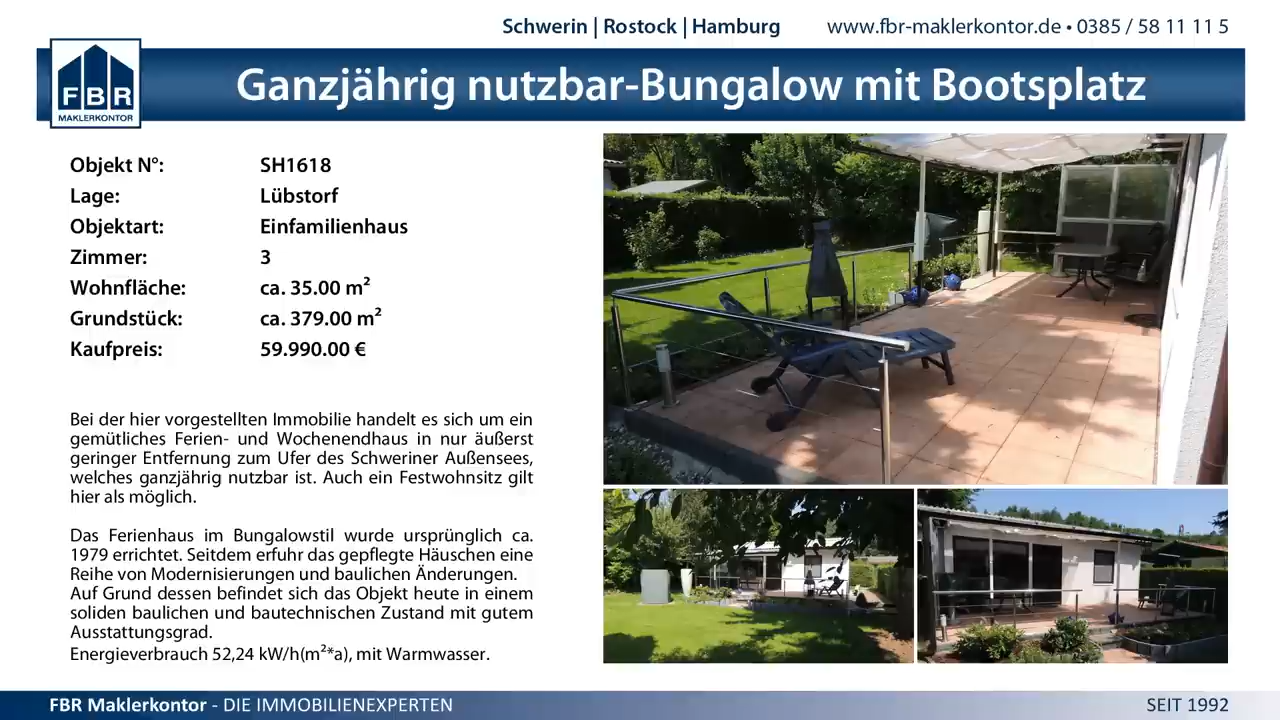 Schwerin | Rostock | Hamburg www.fbr-maklerkontor.de • 0385 / 58 11 11 5
FBR
MAKLERKONTOR
Ganzjährig nutzbar-Bungalow mit Bootsplatz
Objekt N°: SH1618
Lage: Lübstorf
Objektart: Einfamilienhaus
Zimmer: 3
Wohnfläche: ca. 35.00 m²
Grundstück: ca. 379.00 m²
Kaufpreis: 59.990.00 €
Bei der hier vorgestellten Immobilie handelt es sich um ein
gemütliches Ferien- und Wochenendhaus in nur äußerst
geringer Entfernung zum Ufer des Schweriner Außensees,
welches ganzjährig nutzbar ist. Auch ein Festwohnsitz gilt
hier als möglich.
Das Ferienhaus im Bungalowstil wurde ursprünglich ca.
1979 errichtet. Seitdem erfuhr das gepflegte Häuschen eine
Reihe von Modernisierungen und baulichen Änderungen.
Auf Grund dessen befindet sich das Objekt heute in einem
soliden baulichen und bautechnischen Zustand mit gutem
Ausstattungsgrad.
Energieverbrauch 52,24 kW/h(m²*a), mit Warmwasser.
FBR Maklerkontor - DIE IMMOBILIENEXPERTEN SEIT 1992